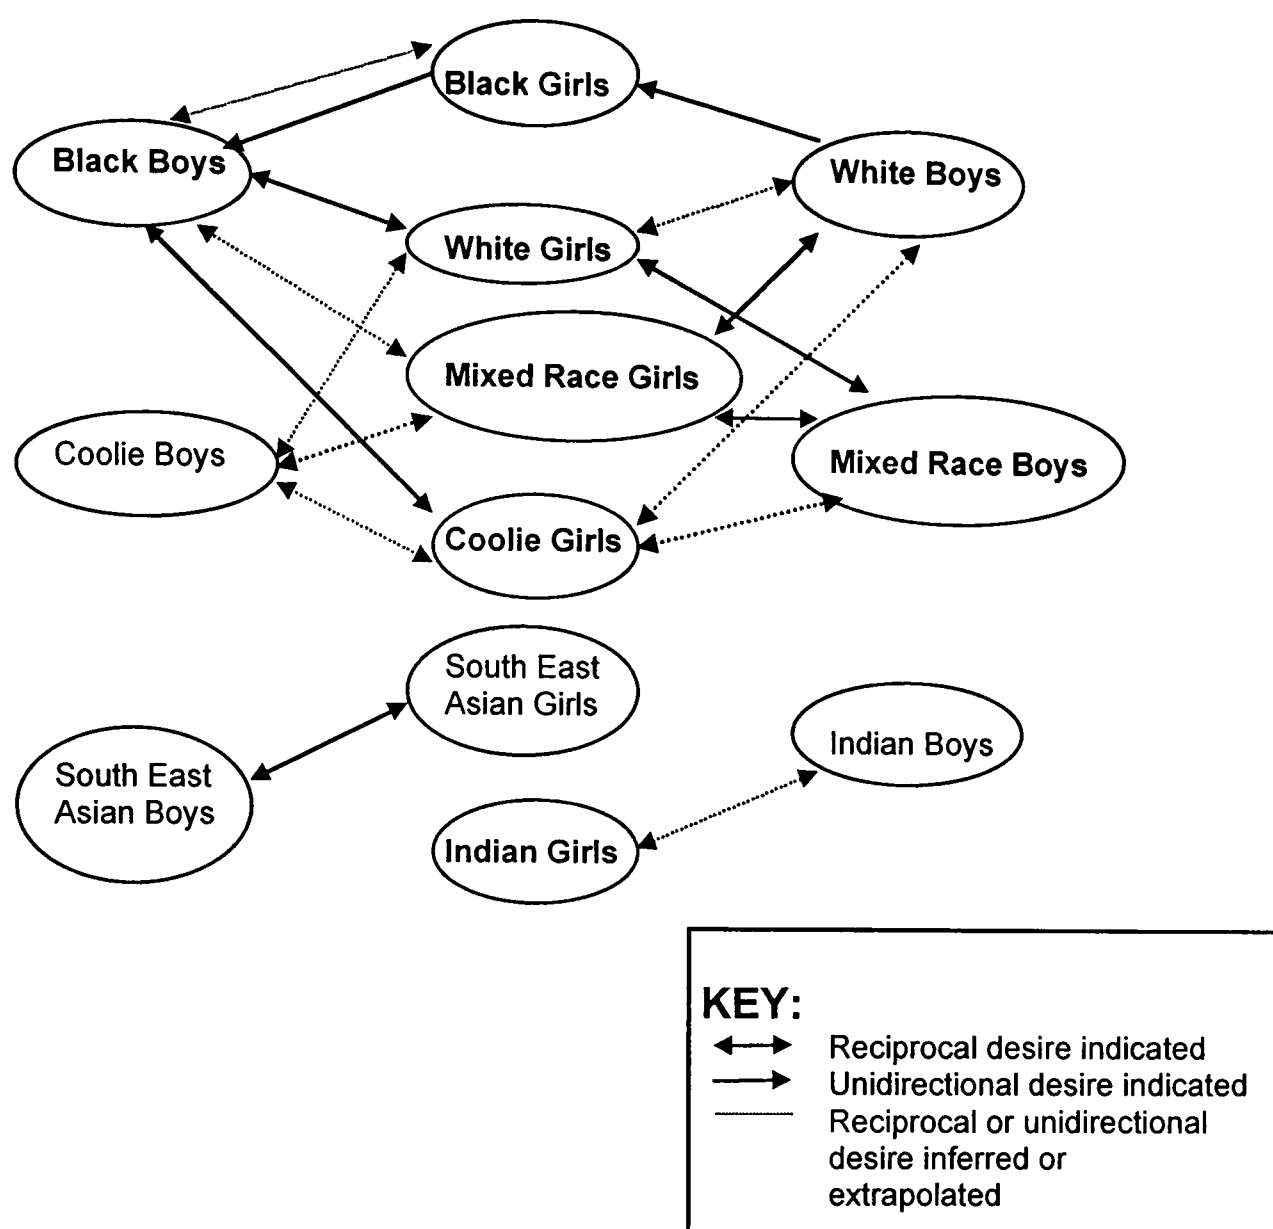 Black Girls
Black Boys
White Boys
White Girls
Mixed Race Girls
Coolie Boys
Mixed Race Boys
Coolie Girls
South East
Asian Girls
Indian Boys
South East
Asian Boys
Indian Girls
KEY:
Reciprocal desire indicated
Unidirectional desire indicated
Reciprocal or unidirectional
desire inferred or
extrapolated